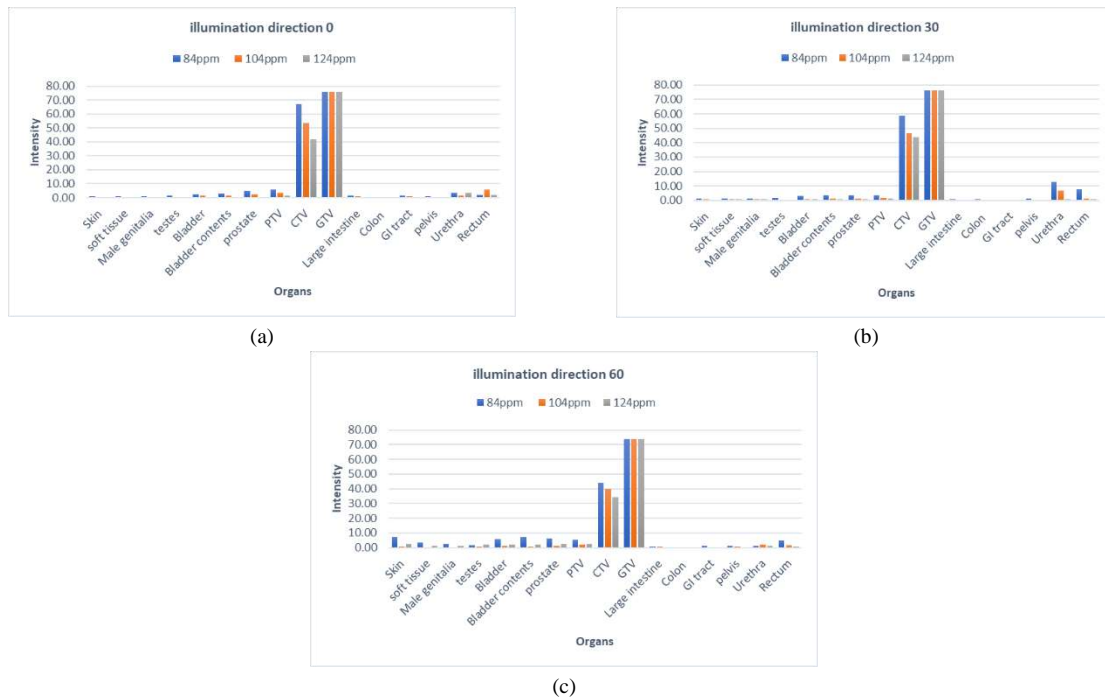 illumination direction 0
84ppm 104ppm 124ppm
80.00
70.00
60.00
50.00
40.00
30.00
20.00
10.00
0.00
Intensity
Skin
soft tissue
Male genitalia
testes
Bladder
Bladder contents
prostate
PTV
CTV
GTV
Large intestine
Colon
GI tract
pelvis
Urethra
Rectum
Organs
(a)
illumination direction 30
84ppm 104ppm 124ppm
80.00
70.00
60.00
50.00
40.00
30.00
20.00
10.00
0.00
Intensity
Skin
soft tissue
Male genitalia
testes
Bladder
Bladder contents
prostate
PTV
CTV
GTV
Large intestine
Colon
GI tract
pelvis
Urethra
Rectum
Organs
(b)
illumination direction 60
84ppm 104ppm 124ppm
80.00
70.00
60.00
50.00
40.00
30.00
20.00
10.00
0.00
Intensity
Skin
soft tissue
Male genitalia
testes
Bladder
Bladder contents
prostate
PTV
CTV
GTV
Large intestine
Colon
GI tract
pelvis
Urethra
Rectum
Organs
(c)